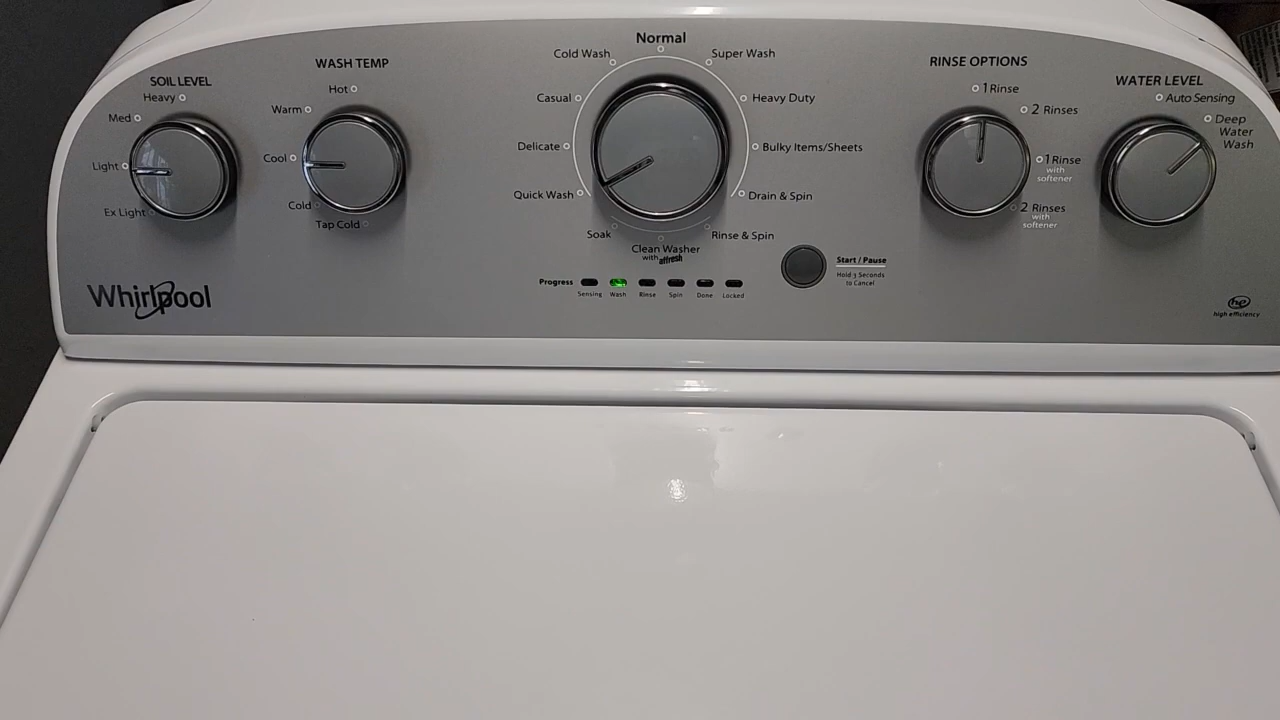 SOIL LEVEL
Heavy
Med
Light
Ex Light
WASH TEMP
Hot
Warm
Cool
Cold
Tap Cold
Normal
Cold Wash
Super Wash
Casual
Heavy Duty
Delicate
Bulky Items/Sheets
Quick Wash
Drain & Spin
Soak
Rinse & Spin
Clean Washer
with affresh
RINSE OPTIONS
1 Rinse
2 Rinses
1 Rinse
with
softener
2 Rinses
with
softener
WATER LEVEL
Auto Sensing
Deep
Water
Wash
Progress
Sensing Wash Rinse Spin Done Locked
Start / Pause
Hold 3 Seconds
to Cancel
Whirlpool
he
high efficiency